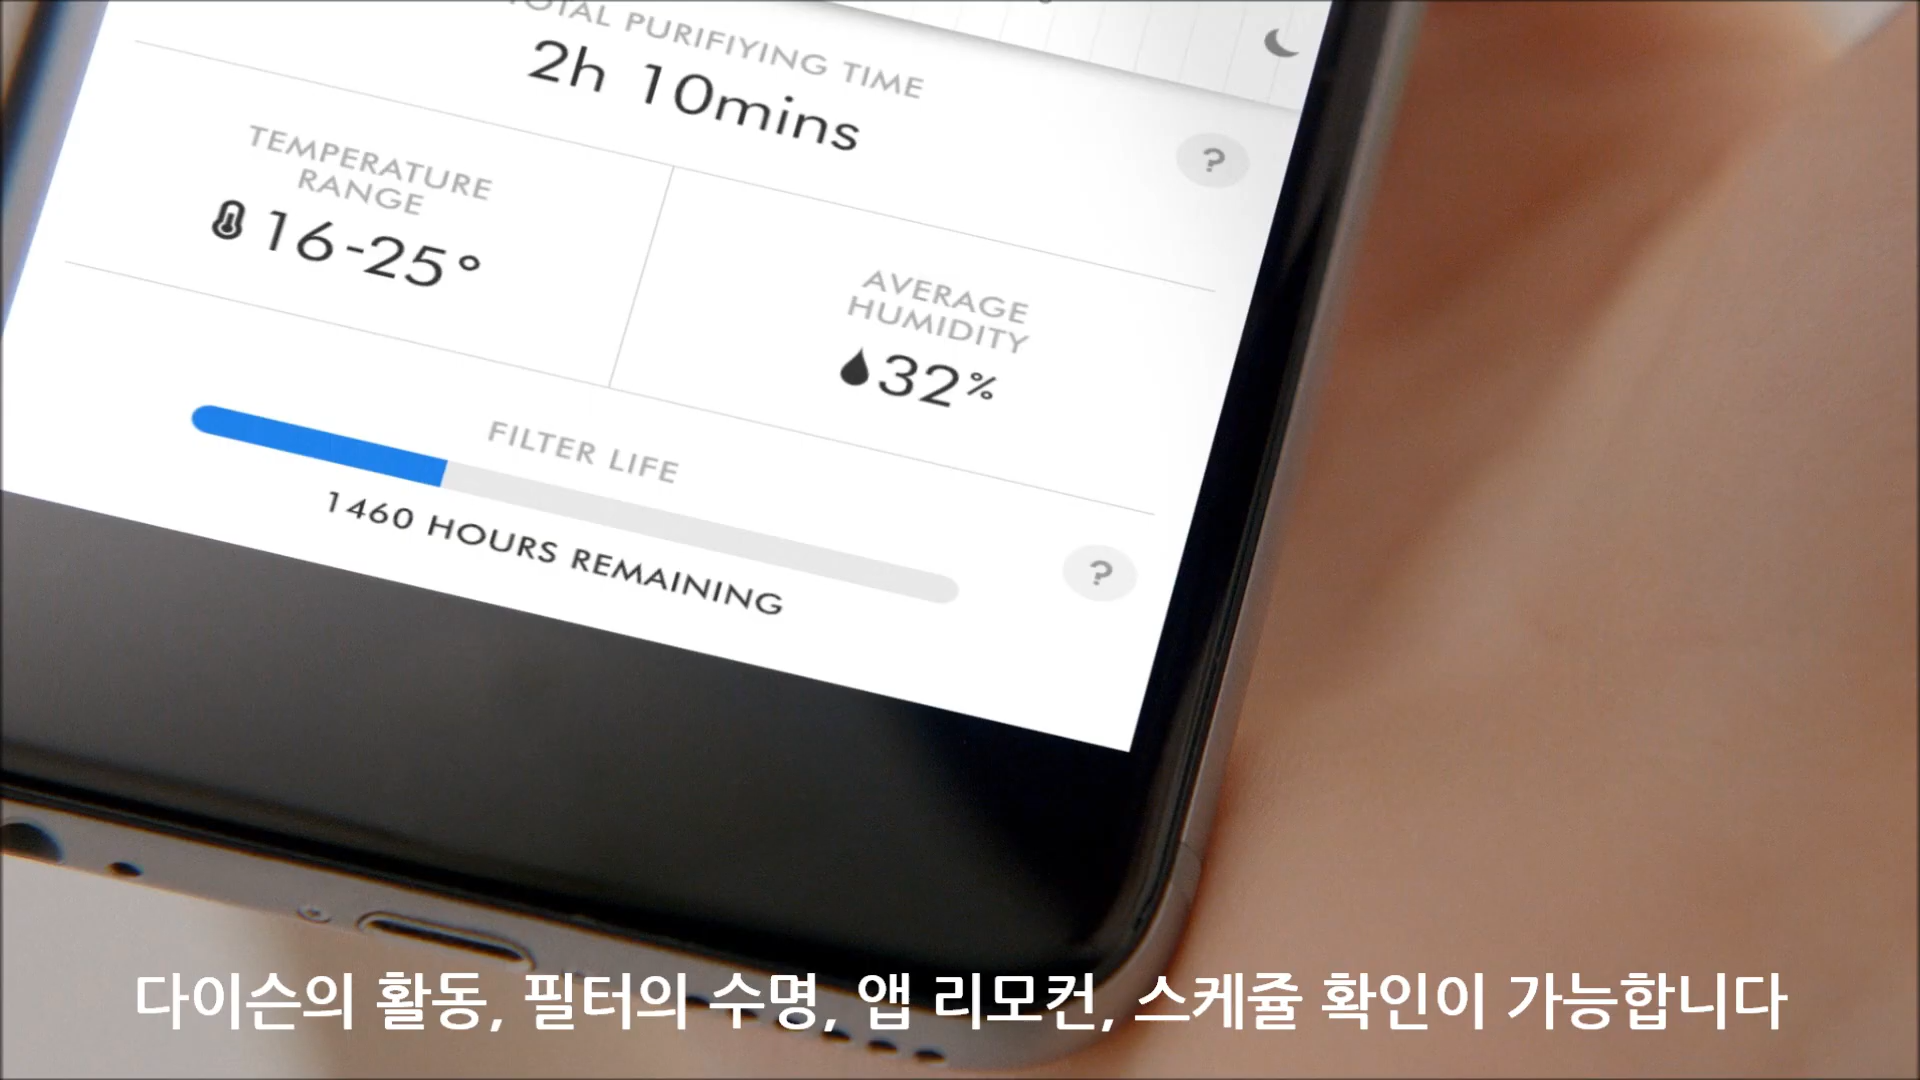 TOTAL PURIFIYING TIME
2h 10mins
?
TEMPERATURE
RANGE
16-25°
AVERAGE
HUMIDITY
32%
FILTER LIFE
1460 HOURS REMAINING
?
다이슨의 활동, 필터의 수명, 앱 리모컨, 스케쥴 확인이 가능합니다